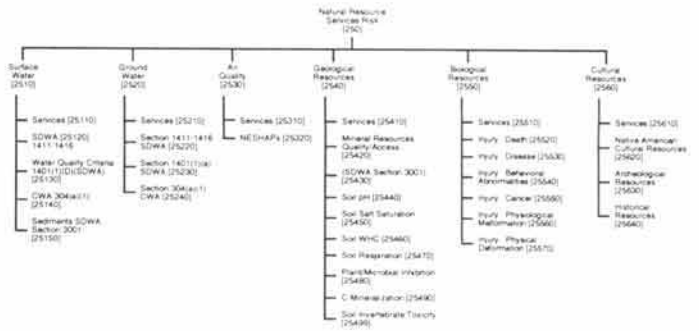 Natural Resource
Services Risk
[250]
Surface
Water
[2510]
Services [25110]
SDWA [25120]
1411-1416
Water Quality Criteria
1401(1)(D)(SDWA)
[25130]
CWA 304(a)(1)
[25140]
Sediments SDWA
Section 3001
[25150]
Ground
Water
[2520]
Services [25210]
Section 1411-1416
SDWA [25220]
Section 1401(1)(d)
SDWA [25230]
Section 304(a)(1)
CWA [25240]
Air
Quality
[2530]
Services [25310]
NESHAPs [25320]
Geological
Resources
[2540]
Services [25410]
Mineral Resources
Quality/Access
[25420]
(SDWA Section 3001)
[25430]
Soil pH [25440]
Soil Salt Saturation
[25450]
Soil WHC [25460]
Soil Respiration [25470]
Plant/Microbial Inhibition
[25480]
C Mineralization [25490]
Soil Invertebrate Toxicity
[25499]
Biological
Resources
[2550]
Services [25510]
Injury Death [25520]
Injury Disease [25530]
Injury Behavioral
Abnormalities [25540]
Injury Cancer [25550]
Injury Physiological
Malformation [25560]
Injury Physical
Deformation [25570]
Cultural
Resources
[2560]
Services [25610]
Native American
Cultural Resources
[25620]
Archeological
Resources
[25630]
Historical
Resources
[25640]